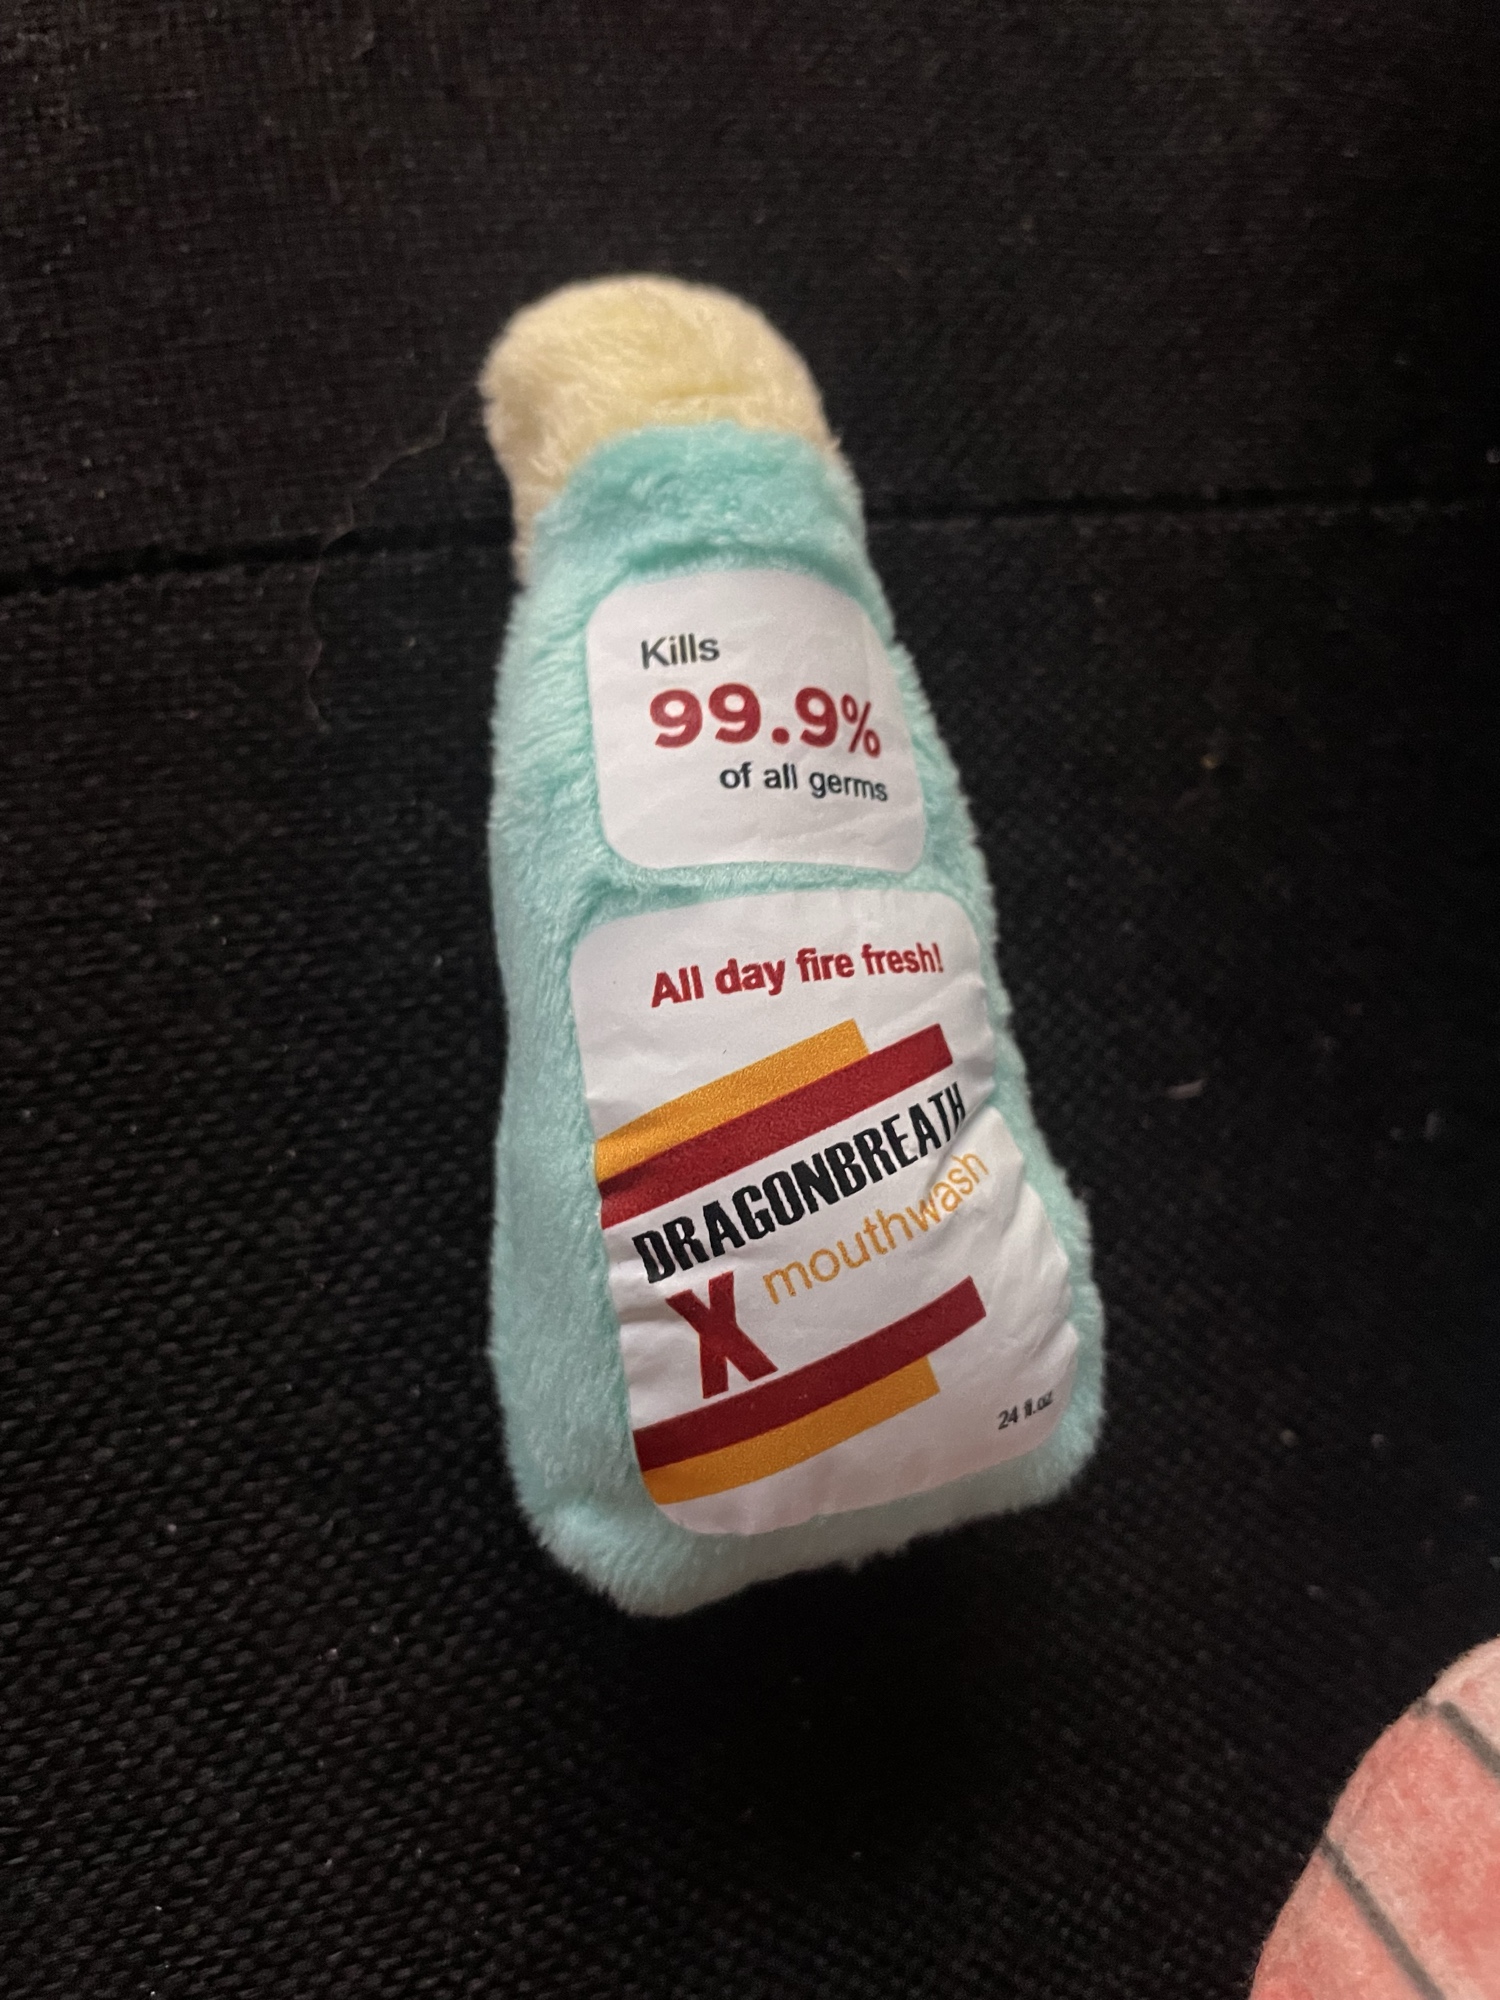 Kills
99.9%
of all germs
All day fire fresh!
DRAGONBREATH
X mouthwash
24 fl.oz